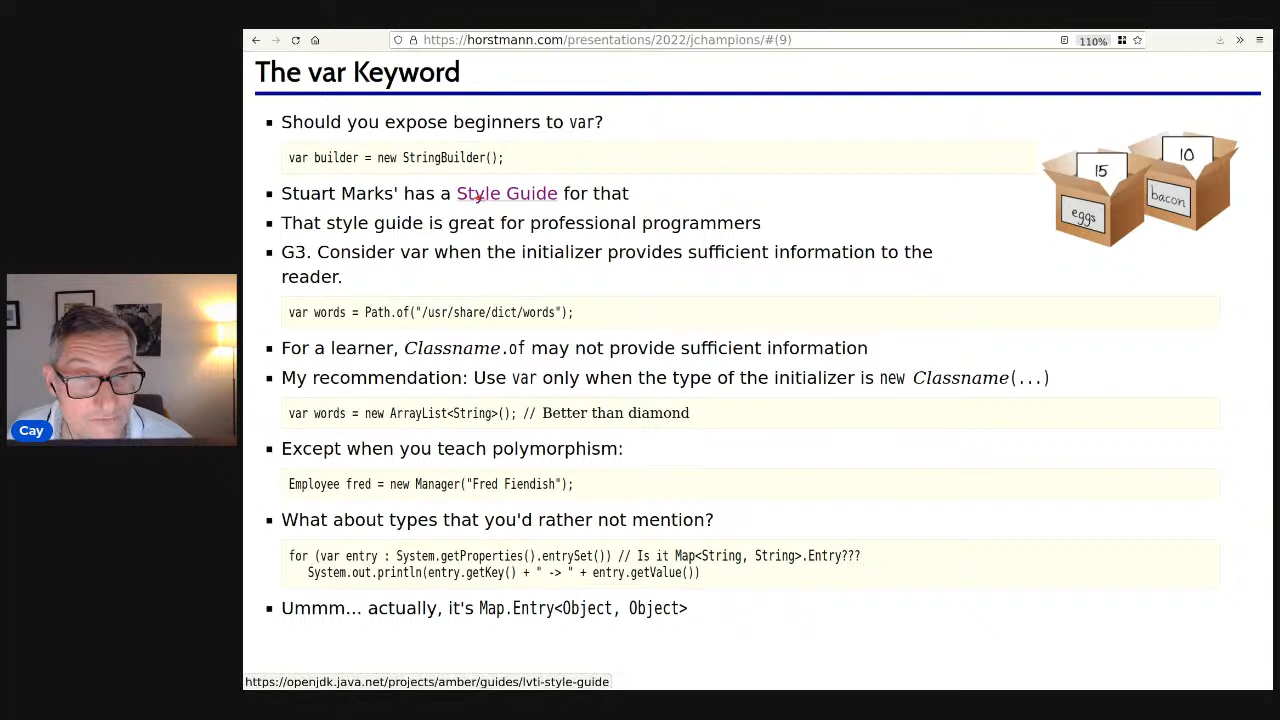 https://horstmann.com/presentations/2022/jchampions/#(9)
110%
The var Keyword
Should you expose beginners to var?
var builder = new StringBuilder();
15
10
eggs
bacon
Stuart Marks' has a Style Guide for that
That style guide is great for professional programmers
G3. Consider var when the initializer provides sufficient information to the
reader.
var words = Path.of("/usr/share/dict/words");
For a learner, Classname.of may not provide sufficient information
My recommendation: Use var only when the type of the initializer is new Classname(...)
var words = new ArrayList<String>(); // Better than diamond
Cay
Except when you teach polymorphism:
Employee fred = new Manager("Fred Fiendish");
What about types that you'd rather not mention?
for (var entry : System.getProperties().entrySet()) // Is it Map<String, String>.Entry???
System.out.println(entry.getKey() + " -> " + entry.getValue())
Ummm... actually, it's Map.Entry<Object, Object>
https://openjdk.java.net/projects/amber/guides/lvti-style-guide